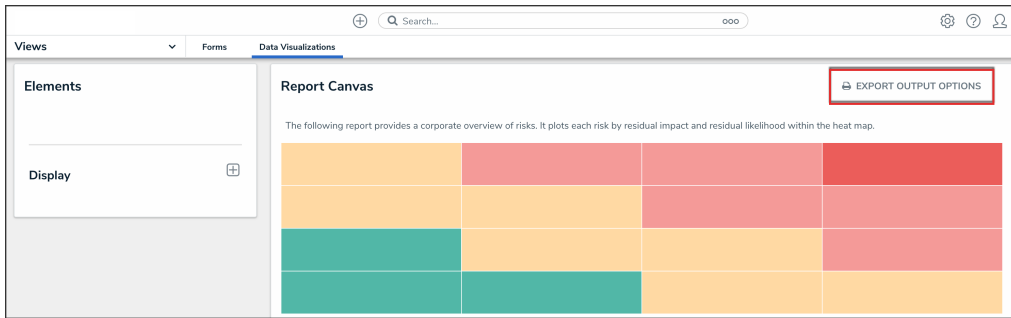 Search...
Views
Forms
Data Visualizations
Elements
Display
Report Canvas
EXPORT OUTPUT OPTIONS
The following report provides a corporate overview of risks. It plots each risk by residual impact and residual likelihood within the heat map.